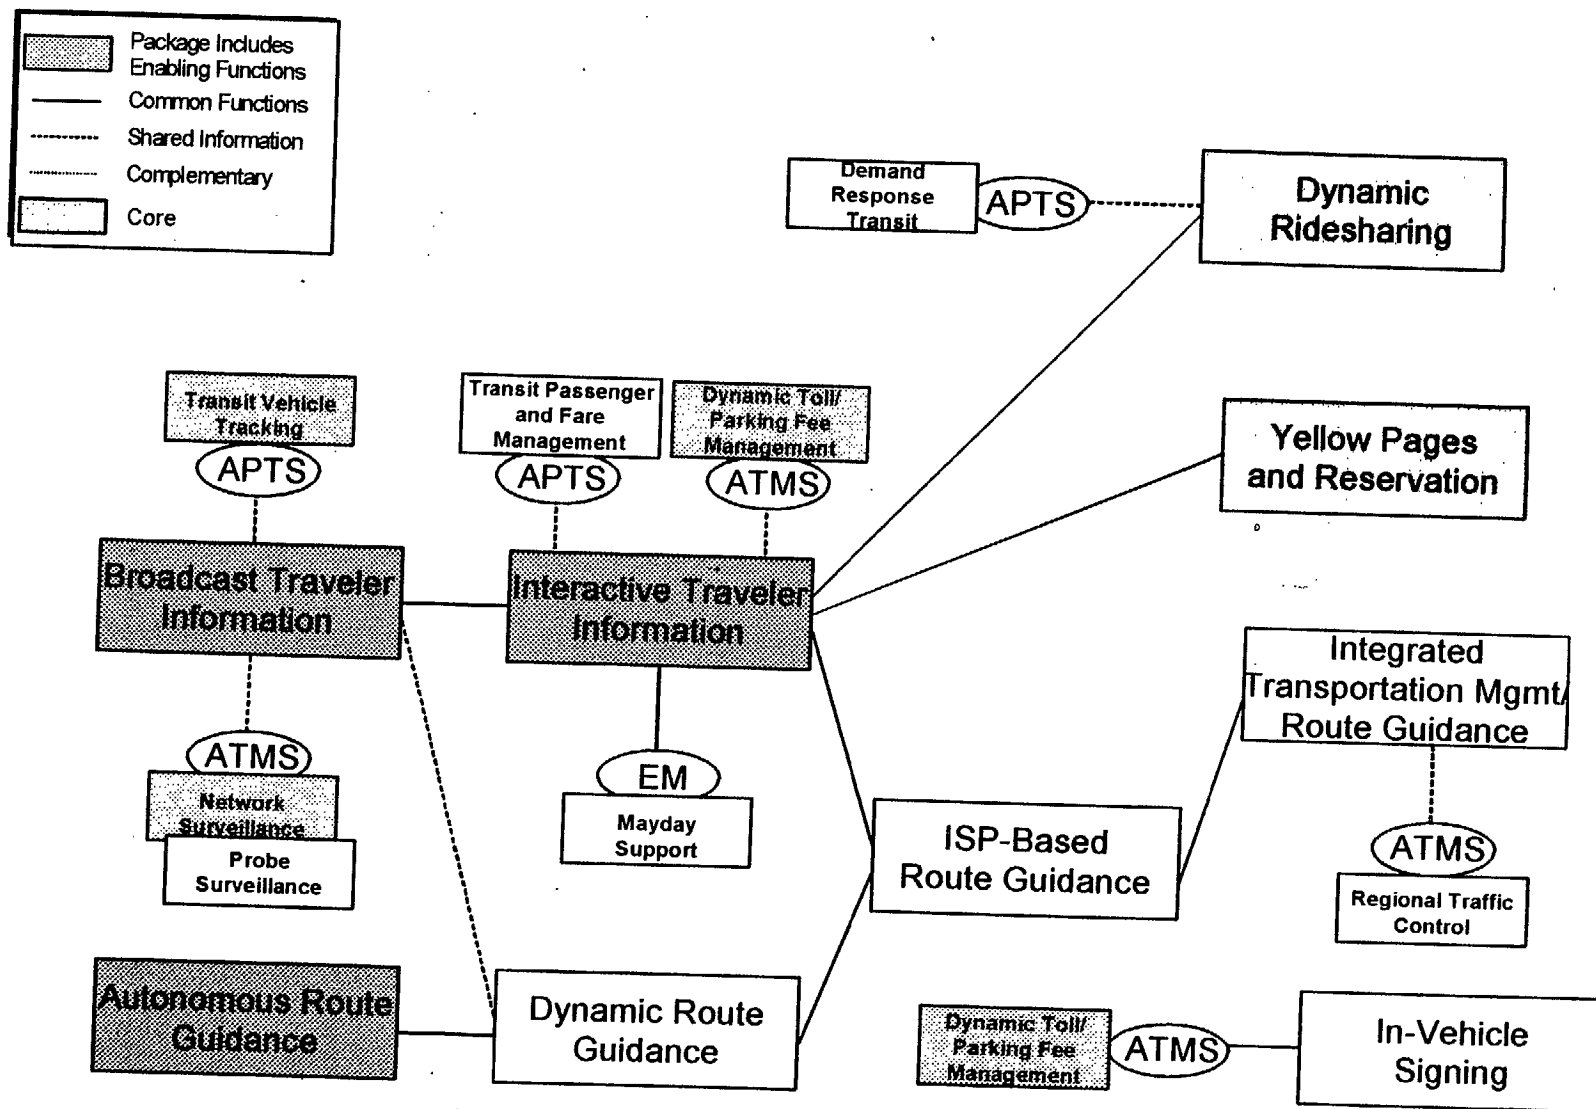 Package Includes
Enabling Functions
Common Functions
Shared Information
Complementary
Core
Demand
Response
Transit
APTS
Dynamic
Ridesharing
Transit Vehicle
Tracking
APTS
Transit Passenger
and Fare
Management
APTS
Dynamic Toll/
Parking Fee
Management
ATMS
Yellow Pages
and Reservation
Broadcast Traveler
Information
Interactive Traveler
Information
Integrated
Transportation Mgmt/
Route Guidance
ATMS
Network
Surveillance
Probe
Surveillance
EM
Mayday
Support
ISP-Based
Route Guidance
ATMS
Regional Traffic
Control
Autonomous Route
Guidance
Dynamic Route
Guidance
Dynamic Toll/
Parking Fee
Management
ATMS
In-Vehicle
Signing